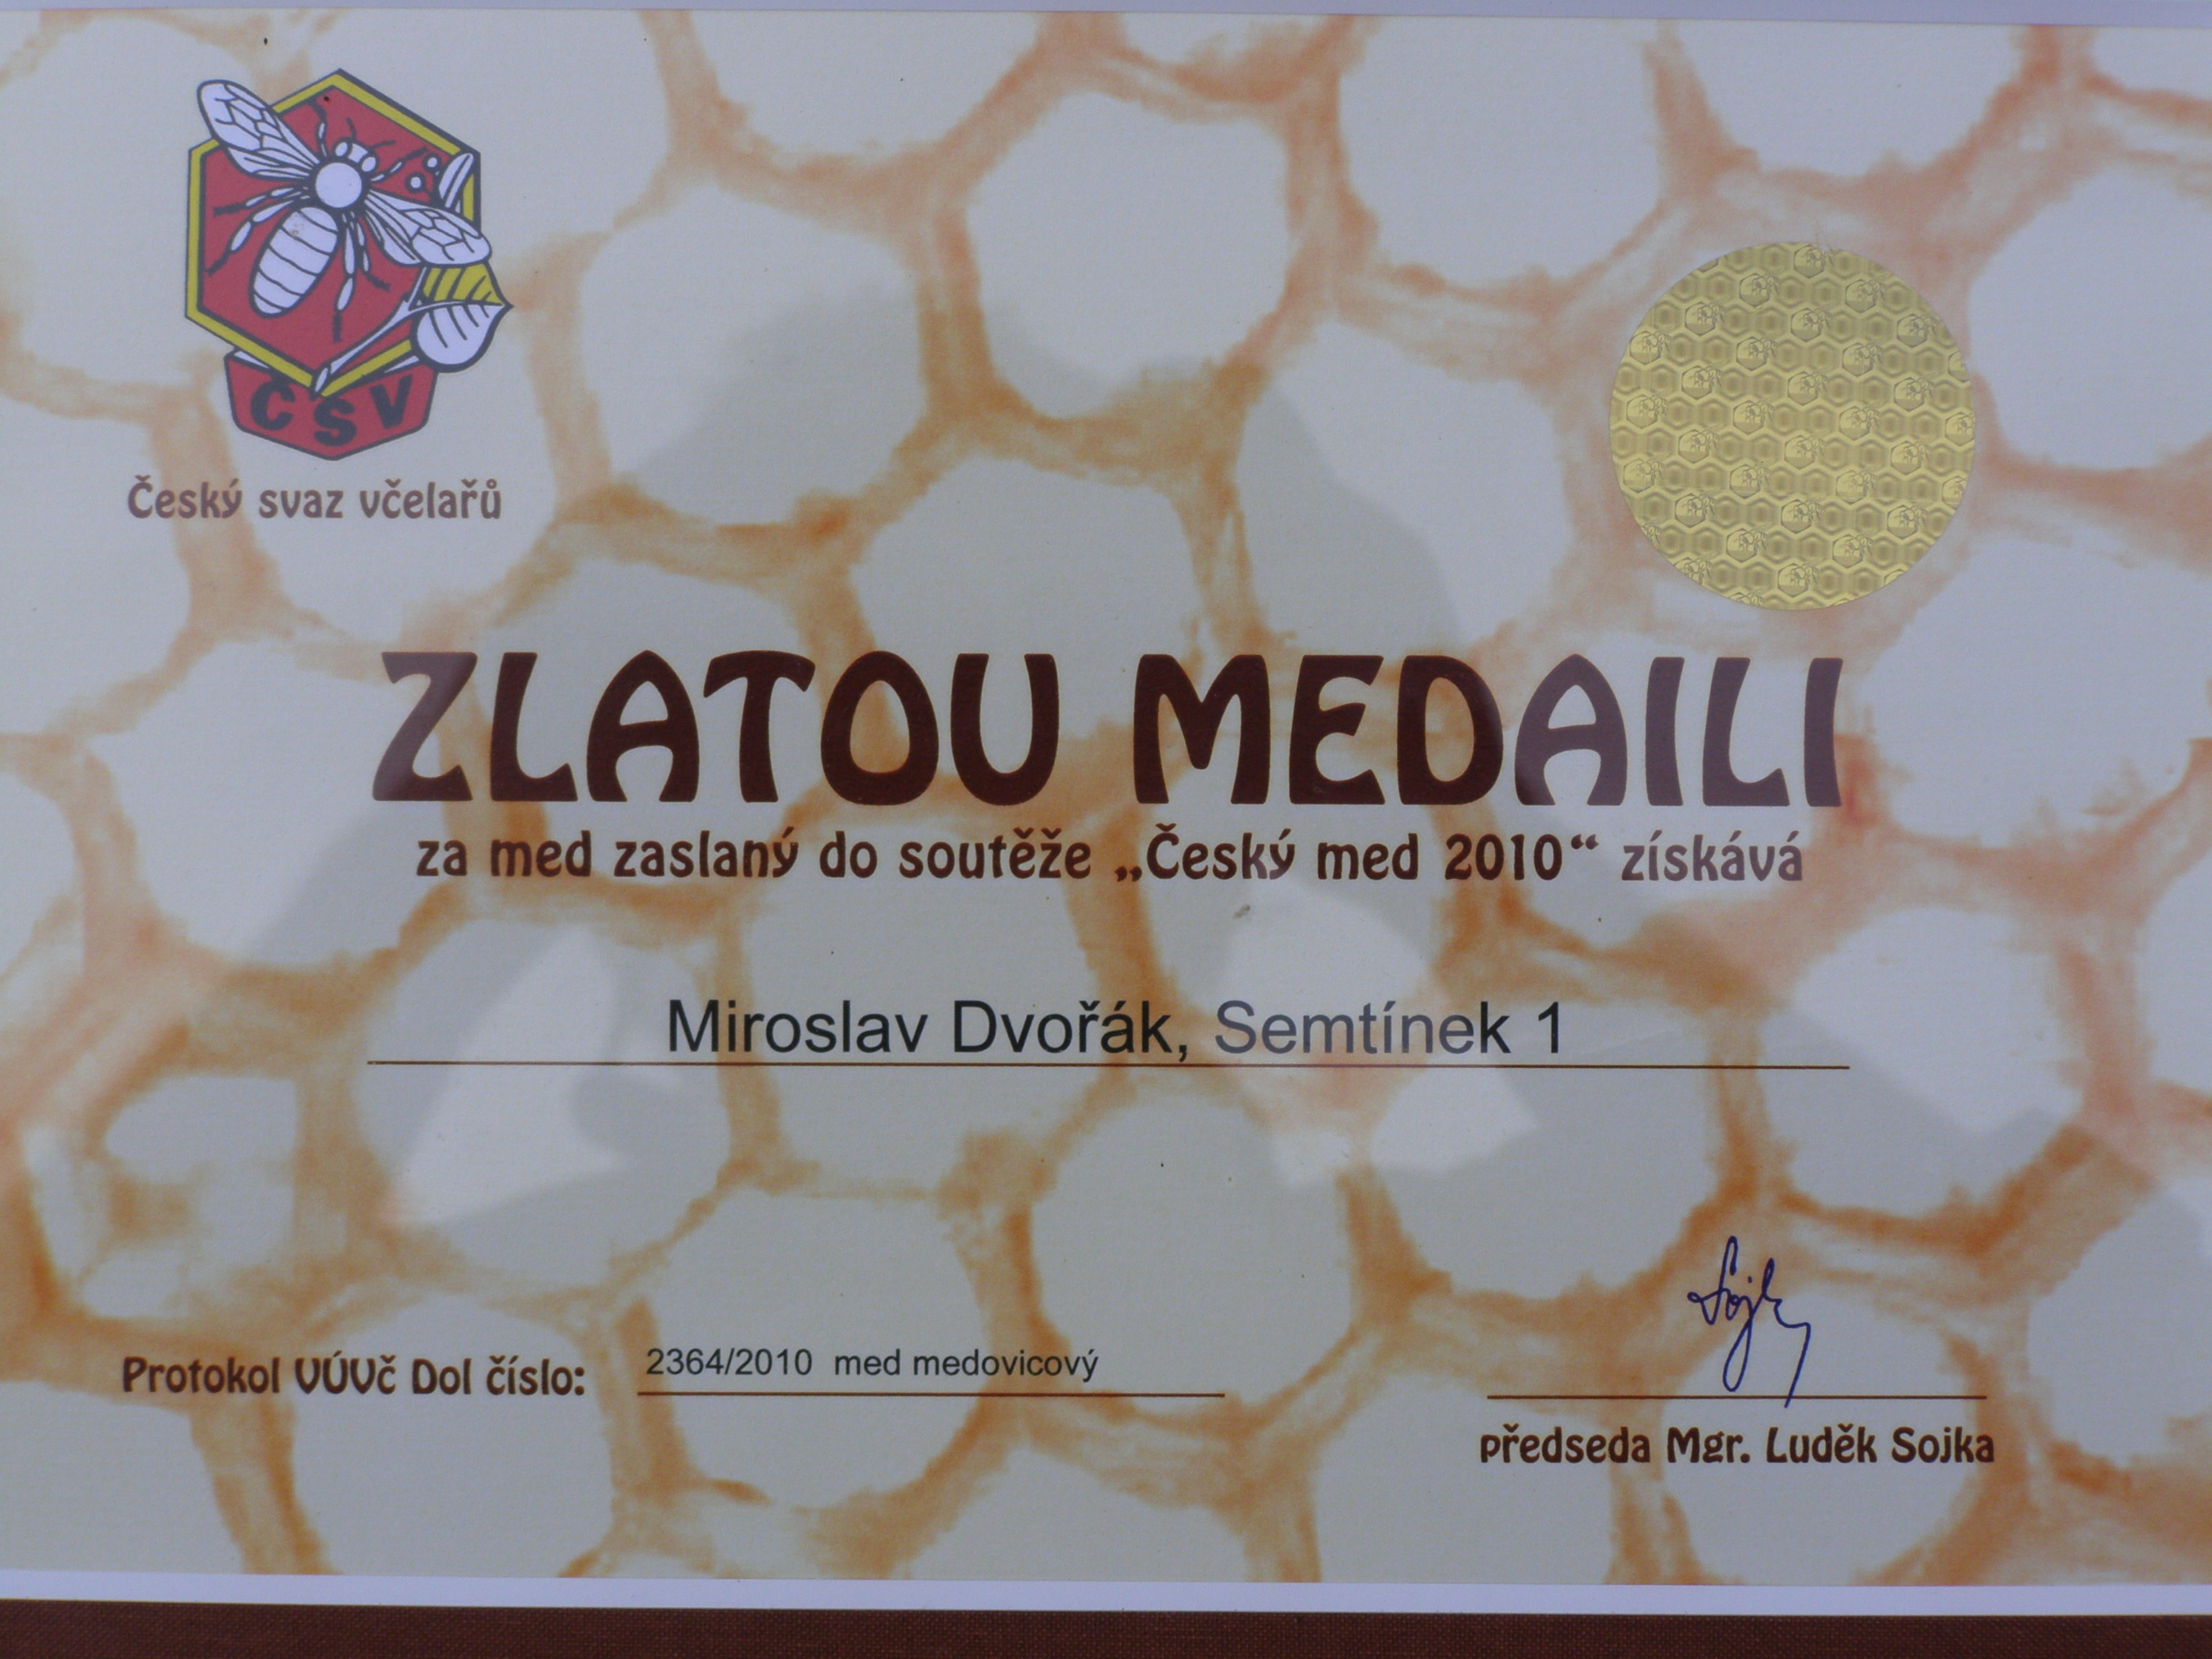 ČSV
Český svaz včelařů
ZLATOU MEDAILI
za med zaslaný do soutěže „Český med 2010“ získává
Miroslav Dvořák, Semtínek 1
Protokol VÚVč Dol číslo: 2364/2010 med medovicový
Sojka
předseda Mgr. Luděk Sojka